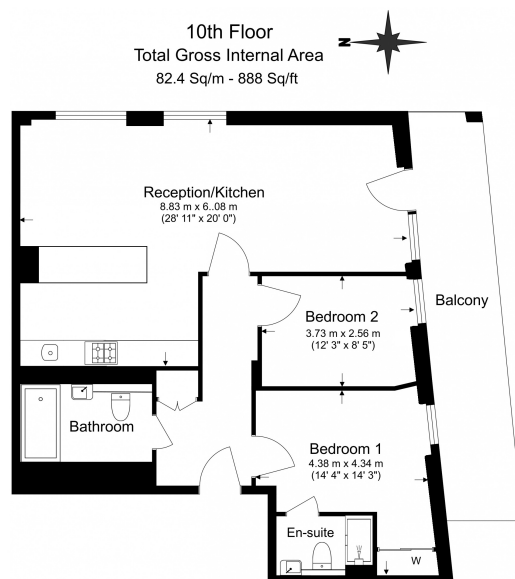 10th Floor
Total Gross Internal Area
82.4 Sq/m - 888 Sq/ft
N
Reception/Kitchen
8.83 m x 6..08 m
(28' 11" x 20' 0")
Balcony
Bedroom 2
3.73 m x 2.56 m
(12' 3" x 8' 5")
Bathroom
Bedroom 1
4.38 m x 4.34 m
(14' 4" x 14' 3")
En-suite
W